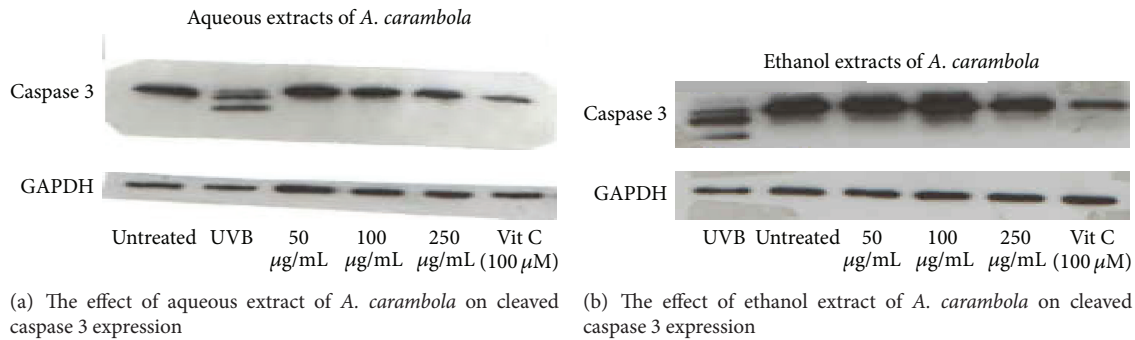 Aqueous extracts of A. carambola
Caspase 3
GAPDH
Untreated UVB 50 μg/mL 100 μg/mL 250 μg/mL Vit C (100 μM)
(a) The effect of aqueous extract of A. carambola on cleaved
caspase 3 expression
Ethanol extracts of A. carambola
Caspase 3
GAPDH
UVB Untreated 50 μg/mL 100 μg/mL 250 μg/mL Vit C (100 μM)
(b) The effect of ethanol extract of A. carambola on cleaved
caspase 3 expression